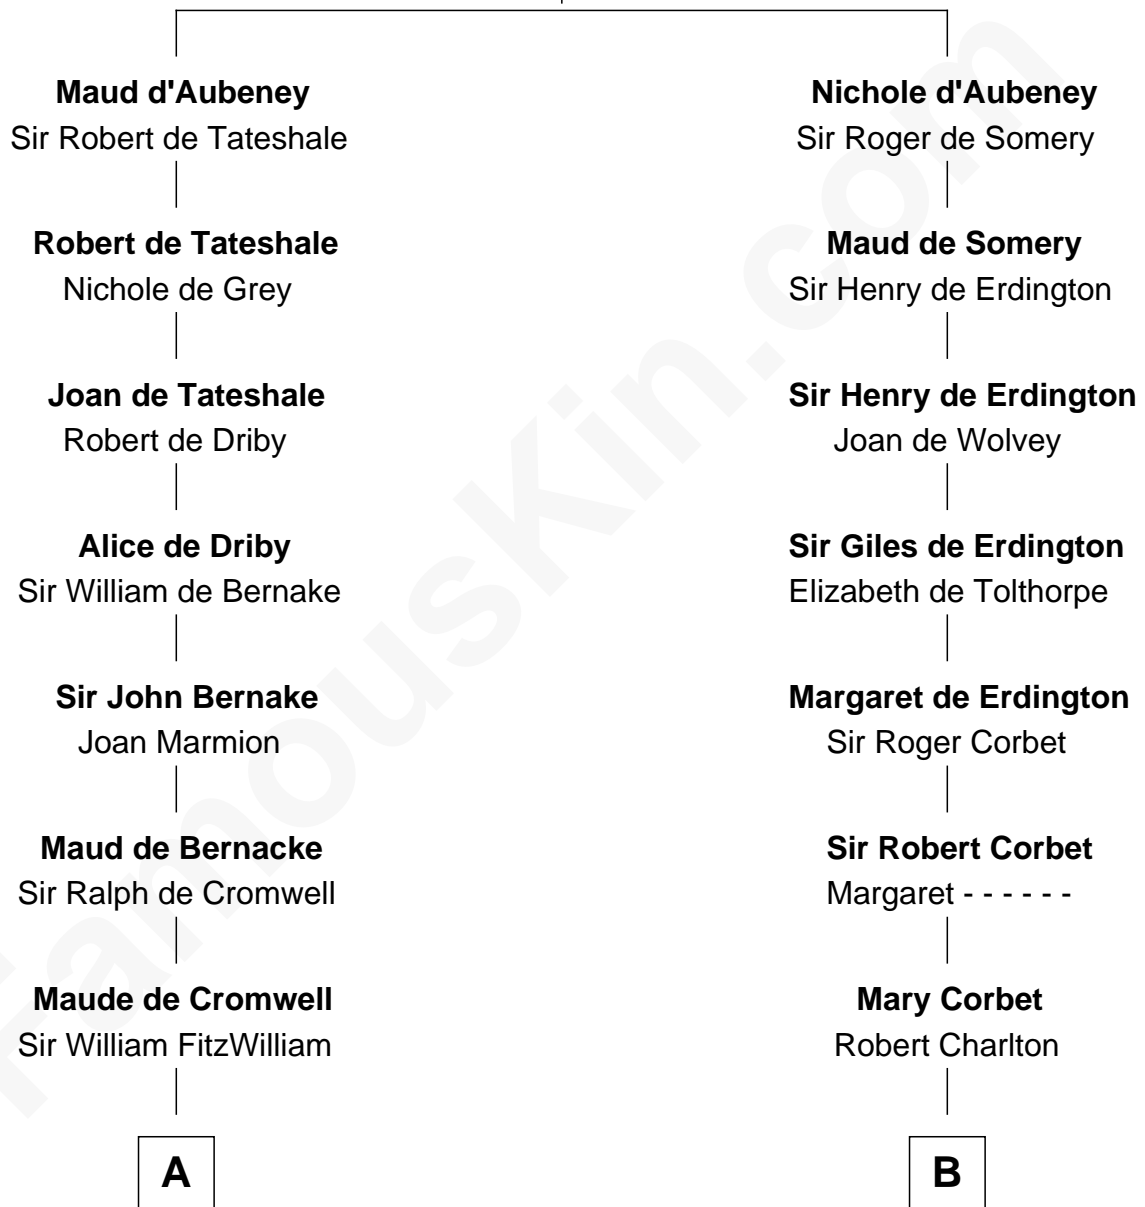 Maud d'Aubeney
Sir Robert de Tateshale
Robert de Tateshale
Nichole de Grey
Joan de Tateshale
Robert de Driby
Alice de Driby
Sir William de Bernake
Sir John Bernake
Joan Marmion
Maud de Bernacke
Sir Ralph de Cromwell
Maude de Cromwell
Sir William FitzWilliam
A
Nichole d'Aubeney
Sir Roger de Somery
Maud de Somery
Sir Henry de Erdington
Sir Henry de Erdington
Joan de Wolvey
Sir Giles de Erdington
Elizabeth de Tolthorpe
Margaret de Erdington
Sir Roger Corbet
Sir Robert Corbet
Margaret - - - - - -
Mary Corbet
Robert Charlton
B
FamousKin.com